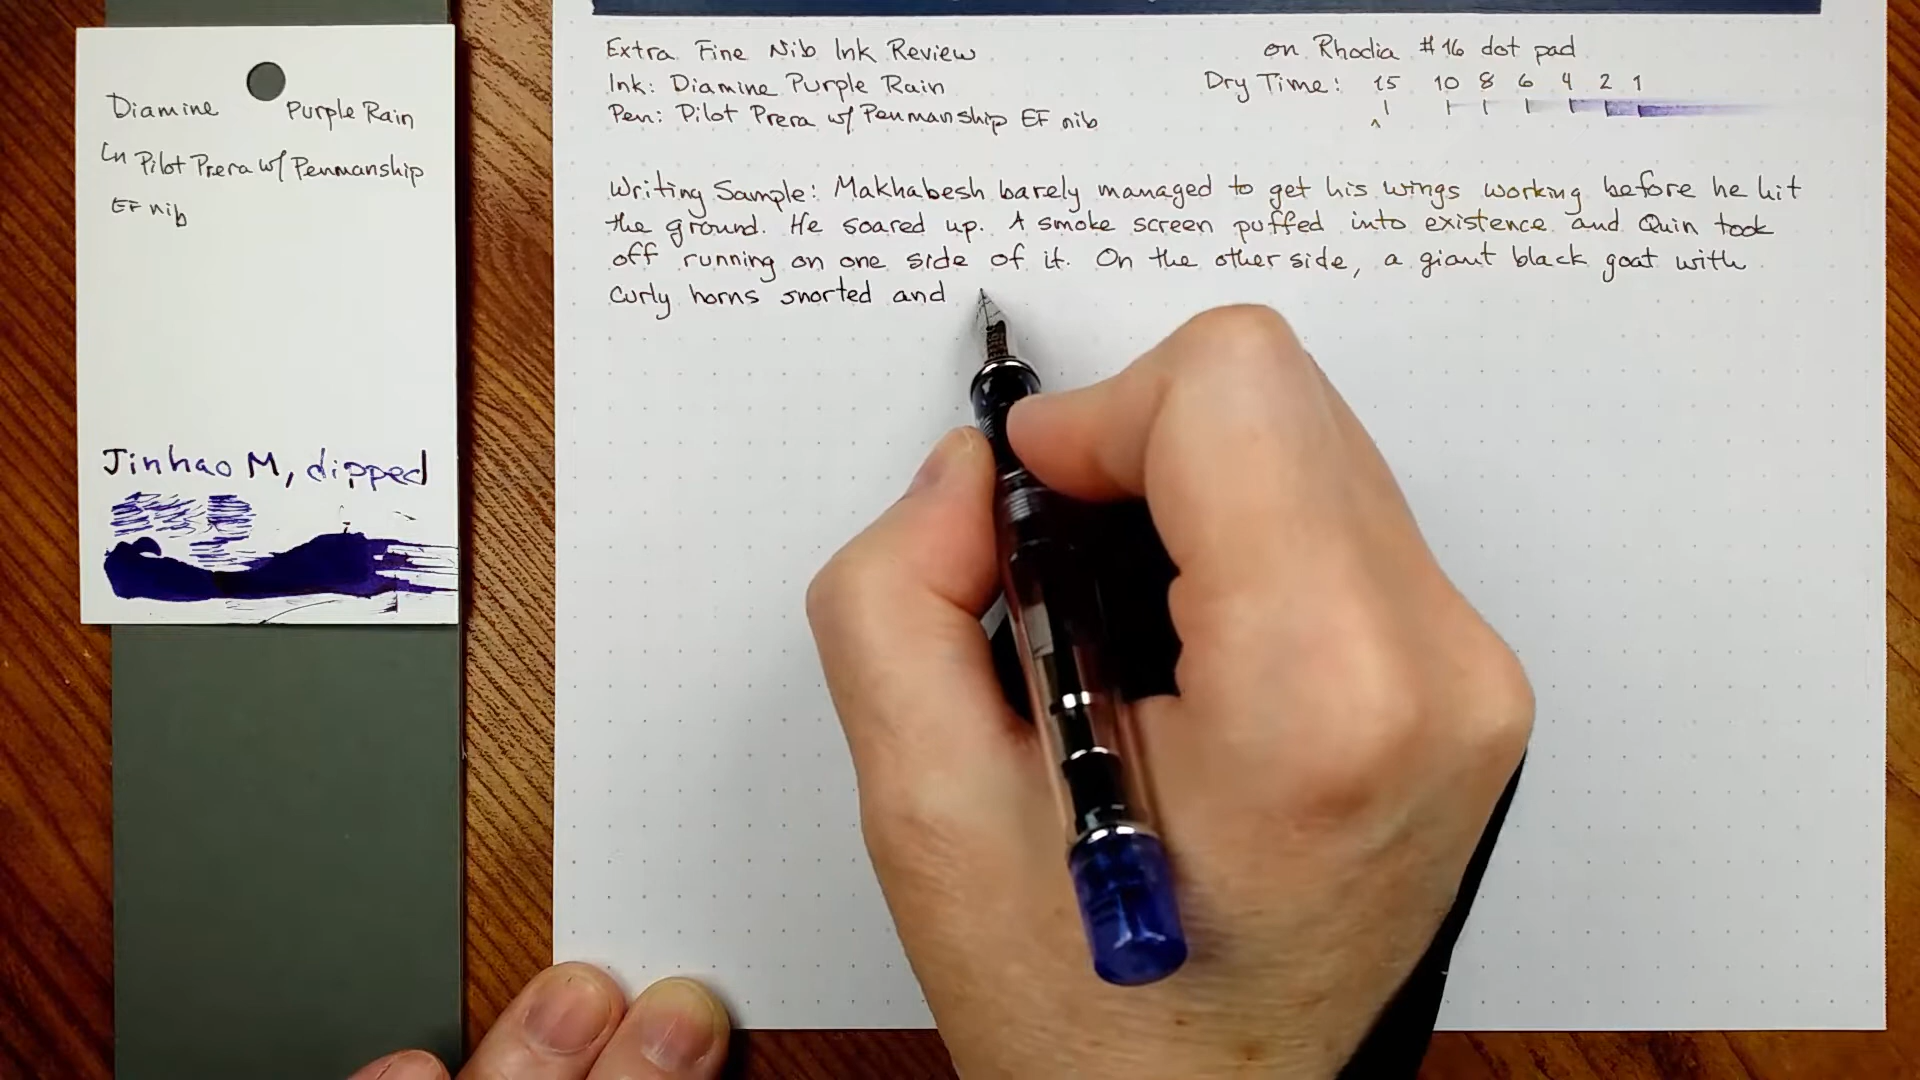 Diamine Purple Rain
in Pilot Prera w/ Penmanship
EF nib
Jinhao M, dipped
Extra Fine Nib Ink Review
on Rhodia #16 dot pad
Ink: Diamine Purple Rain
Dry Time: 15 10 8 6 4 2 1
Pen: Pilot Prera w/ Penmanship EF nib
Writing Sample: Makhabesh barely managed to get his wings working before he hit
the ground. He soared up. A smoke screen puffed into existence and Quin took
off running on one side of it. On the other side, a giant black goat with
curly horns snorted and